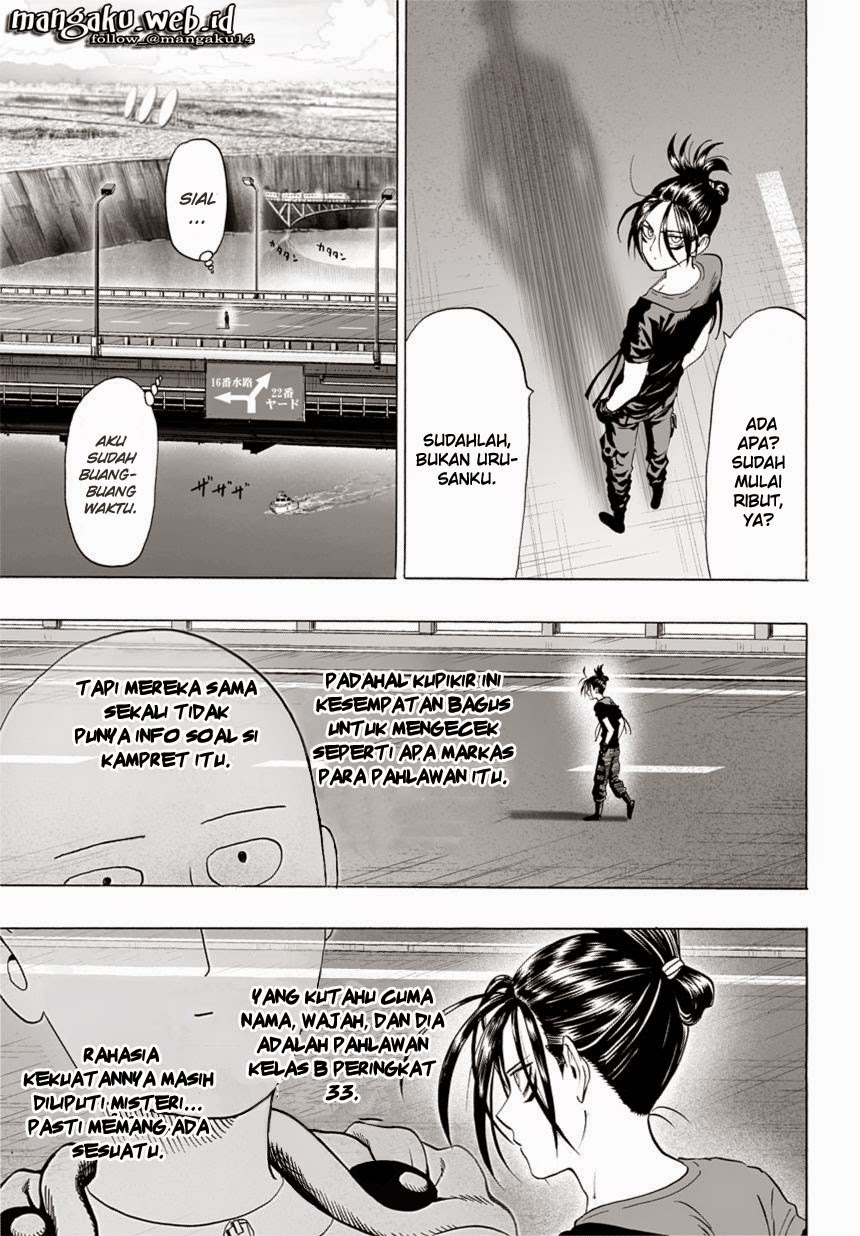 mangaku.web.id
follow @mangaku14
ADA
APA?
SUDAH
MULAI
RIBUT,
YA?
SUDAHLAH,
BUKAN URU-
SANKU.
SIAL
...
カタタン
カタタン
16番水路
22番
ヤード
AKU
SUDAH
BUANG-
BUANG
WAKTU.
ザザザ
PADAHAL KUPIKIR INI
KESEMPATAN BAGUS
UNTUK MENGECEK
SEPERTI APA MARKAS
PARA PAHLAWAN ITU.
TAPI MEREKA SAMA
SEKALI TIDAK
PUNYA INFO SOAL SI
KAMPRET ITU.
YANG KUTAHU CUMA
NAMA, WAJAH, DAN DIA
ADALAH PAHLAWAN
KELAS B PERINGKAT
33.
RAHASIA
KEKUATANNYA MASIH
DILIPUTI MISTERI...
PASTI MEMANG ADA
SESUATU.